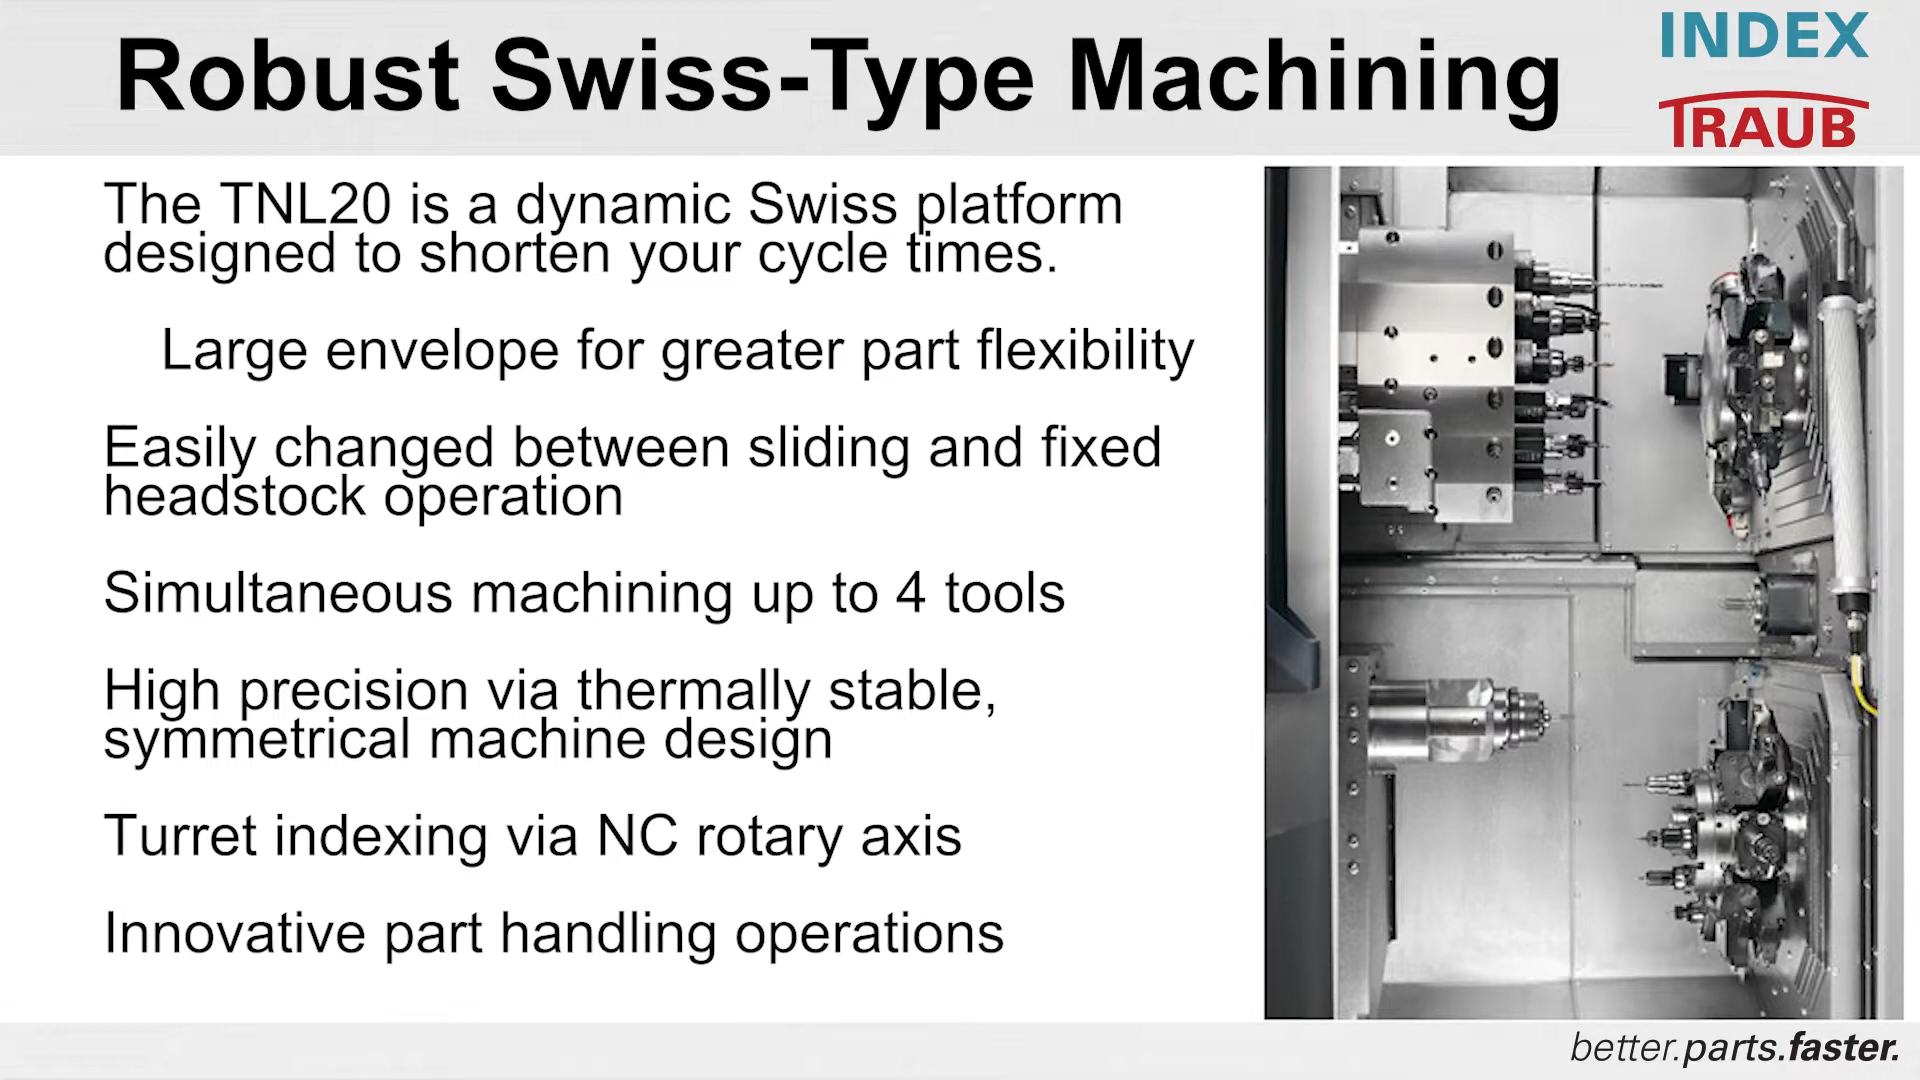 Robust Swiss-Type Machining
INDEX
TRAUB
The TNL20 is a dynamic Swiss platform
designed to shorten your cycle times.
Large envelope for greater part flexibility
Easily changed between sliding and fixed
headstock operation
Simultaneous machining up to 4 tools
High precision via thermally stable,
symmetrical machine design
Turret indexing via NC rotary axis
Innovative part handling operations
better.parts.faster.